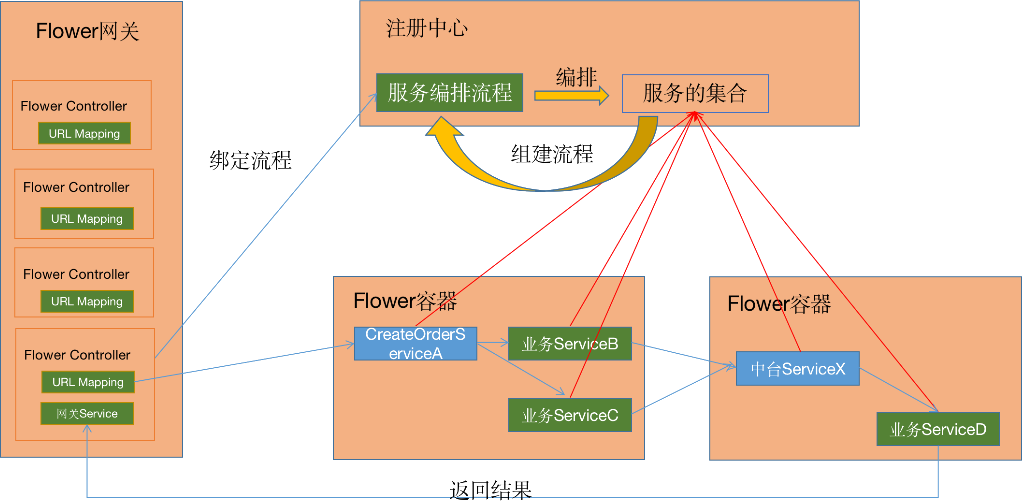 Flower网关
Flower Controller
URL Mapping
Flower Controller
URL Mapping
Flower Controller
URL Mapping
Flower Controller
URL Mapping
网关Service
绑定流程
注册中心
服务编排流程
编排
服务的集合
组建流程
Flower容器
CreateOrderS
erviceA
业务ServiceB
业务ServiceC
Flower容器
中台ServiceX
业务ServiceD
返回结果